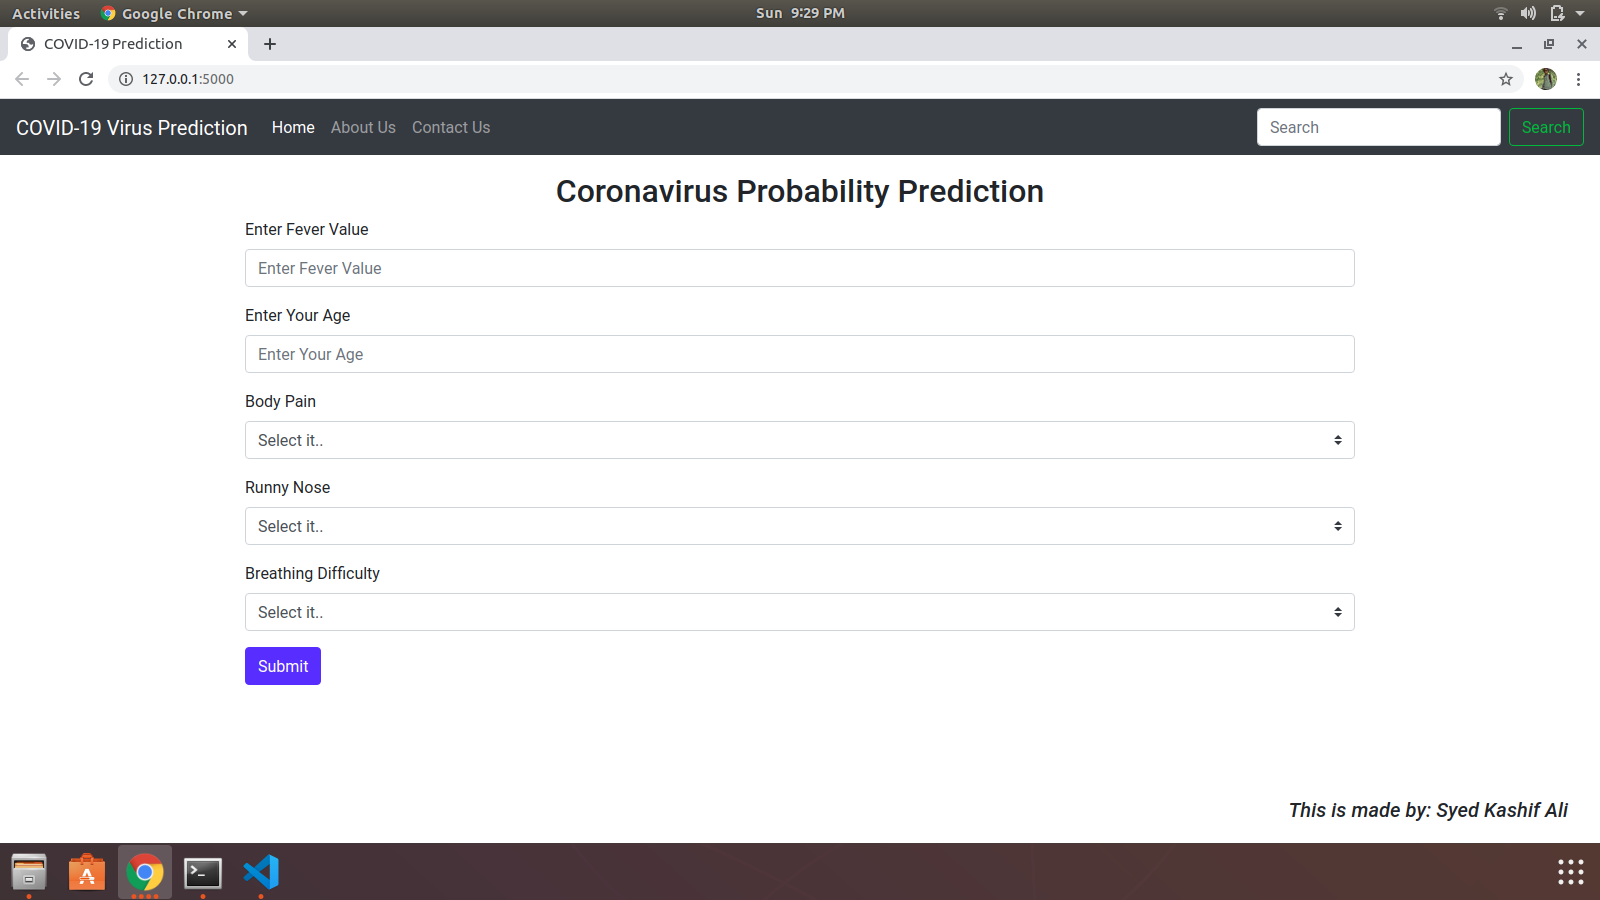 Activities Google Chrome Sun 9:29 PM
COVID-19 Prediction
127.0.0.1:5000
COVID-19 Virus Prediction Home About Us Contact Us Search Search
Coronavirus Probability Prediction
Enter Fever Value
Enter Fever Value
Enter Your Age
Enter Your Age
Body Pain
Select it..
Runny Nose
Select it..
Breathing Difficulty
Select it..
Submit
This is made by: Syed Kashif Ali